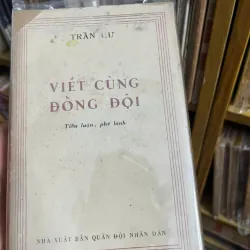 TRẦN CƯ
VIẾT CÙNG
ĐỒNG ĐỘI
Tiểu luận, phê bình
NHÀ XUẤT BẢN QUÂN ĐỘI NHÂN DÂN